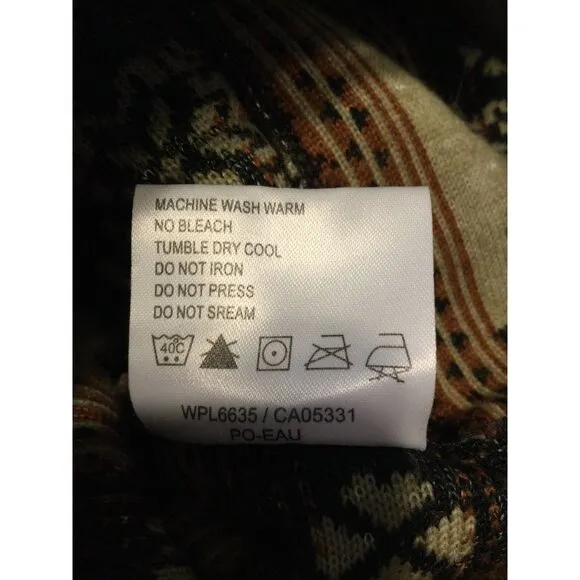 MACHINE WASH WARM
NO BLEACH
TUMBLE DRY COOL
DO NOT IRON
DO NOT PRESS
DO NOT SREAM
40C
WPL6635 / CA05331
PO-EAU